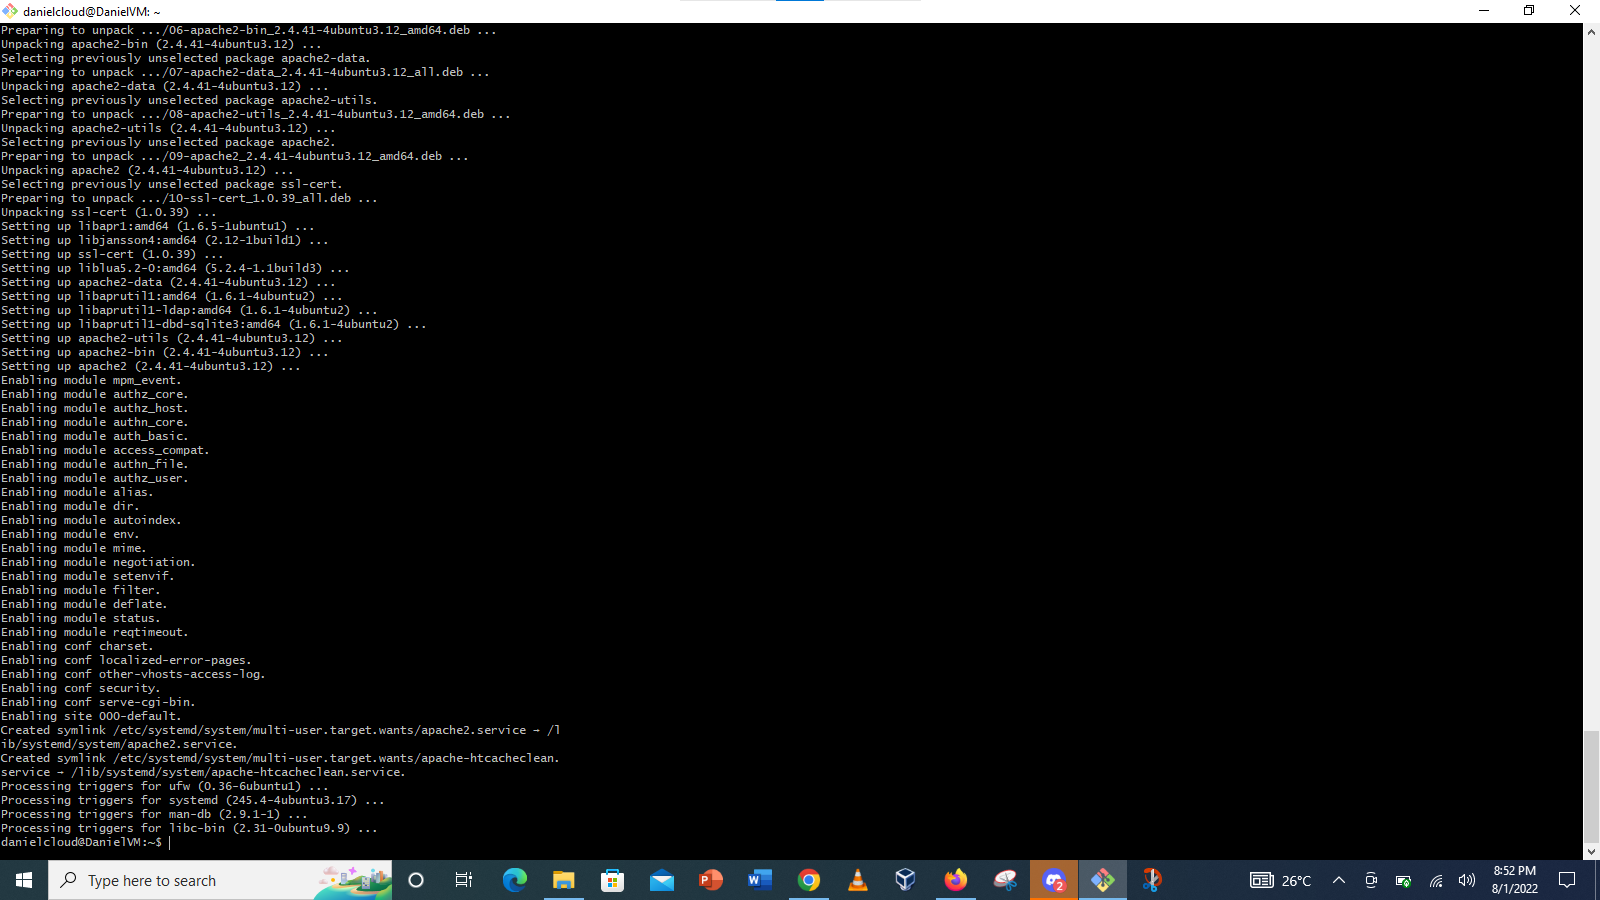 danielcloud@DanielVM: ~
Preparing to unpack .../06-apache2-bin_2.4.41-4ubuntu3.12_amd64.deb ...
Unpacking apache2-bin (2.4.41-4ubuntu3.12) ...
Selecting previously unselected package apache2-data.
Preparing to unpack .../07-apache2-data_2.4.41-4ubuntu3.12_all.deb ...
Unpacking apache2-data (2.4.41-4ubuntu3.12) ...
Selecting previously unselected package apache2-utils.
Preparing to unpack .../08-apache2-utils_2.4.41-4ubuntu3.12_amd64.deb ...
Unpacking apache2-utils (2.4.41-4ubuntu3.12) ...
Selecting previously unselected package apache2.
Preparing to unpack .../09-apache2_2.4.41-4ubuntu3.12_amd64.deb ...
Unpacking apache2 (2.4.41-4ubuntu3.12) ...
Selecting previously unselected package ssl-cert.
Preparing to unpack .../10-ssl-cert_1.0.39_all.deb ...
Unpacking ssl-cert (1.0.39) ...
Setting up libapr1:amd64 (1.6.5-1ubuntu1) ...
Setting up libjansson4:amd64 (2.12-1build1) ...
Setting up ssl-cert (1.0.39) ...
Setting up liblua5.2-0:amd64 (5.2.4-1.1build3) ...
Setting up apache2-data (2.4.41-4ubuntu3.12) ...
Setting up libaprutil1:amd64 (1.6.1-4ubuntu2) ...
Setting up libaprutil1-ldap:amd64 (1.6.1-4ubuntu2) ...
Setting up libaprutil1-dbd-sqlite3:amd64 (1.6.1-4ubuntu2) ...
Setting up apache2-utils (2.4.41-4ubuntu3.12) ...
Setting up apache2-bin (2.4.41-4ubuntu3.12) ...
Setting up apache2 (2.4.41-4ubuntu3.12) ...
Enabling module mpm_event.
Enabling module authz_core.
Enabling module authz_host.
Enabling module authn_core.
Enabling module auth_basic.
Enabling module access_compat.
Enabling module authn_file.
Enabling module authz_user.
Enabling module alias.
Enabling module dir.
Enabling module autoindex.
Enabling module env.
Enabling module mime.
Enabling module negotiation.
Enabling module setenvif.
Enabling module filter.
Enabling module deflate.
Enabling module status.
Enabling module reqtimeout.
Enabling conf charset.
Enabling conf localized-error-pages.
Enabling conf other-vhosts-access-log.
Enabling conf security.
Enabling conf serve-cgi-bin.
Enabling site 000-default.
Created symlink /etc/systemd/system/multi-user.target.wants/apache2.service → /l
ib/systemd/system/apache2.service.
Created symlink /etc/systemd/system/multi-user.target.wants/apache-htcacheclean.
service → /lib/systemd/system/apache-htcacheclean.service.
Processing triggers for ufw (0.36-6ubuntu1) ...
Processing triggers for systemd (245.4-4ubuntu3.17) ...
Processing triggers for man-db (2.9.1-1) ...
Processing triggers for libc-bin (2.31-0ubuntu9.9) ...
danielcloud@DanielVM:~$
Type here to search
2
26°C
8:52 PM
8/1/2022